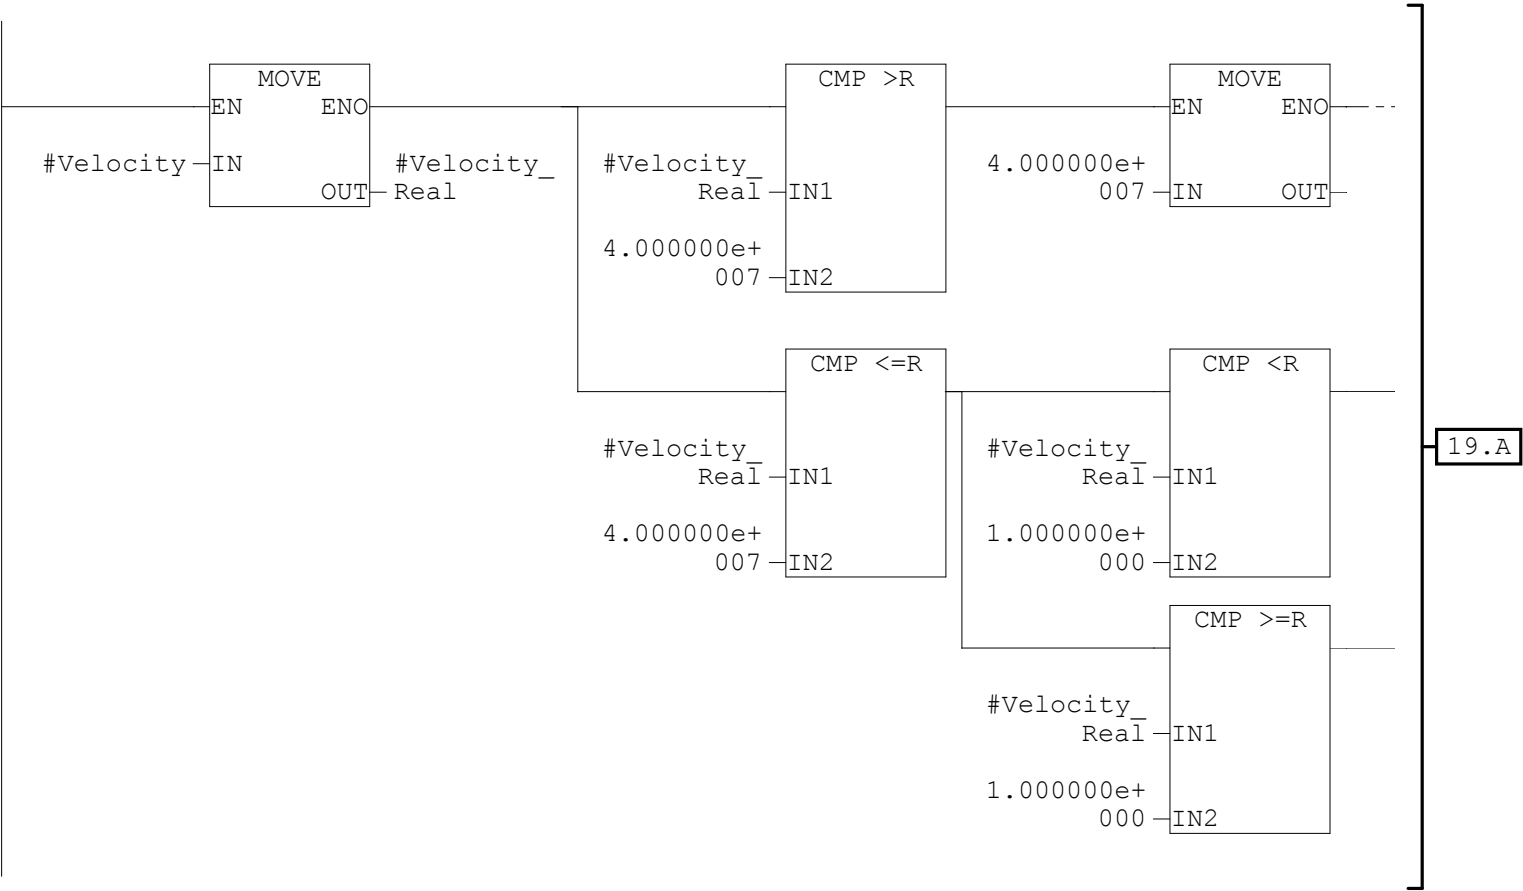 MOVE
EN ENO
#Velocity IN
#Velocity_
OUT Real
CMP >R
#Velocity_
Real IN1
4.000000e+
007 IN2
MOVE
EN ENO
4.000000e+
007 IN OUT
CMP <=R
#Velocity_
Real IN1
4.000000e+
007 IN2
CMP <R
#Velocity_
Real IN1
1.000000e+
000 IN2
CMP >=R
#Velocity_
Real IN1
1.000000e+
000 IN2
19.A